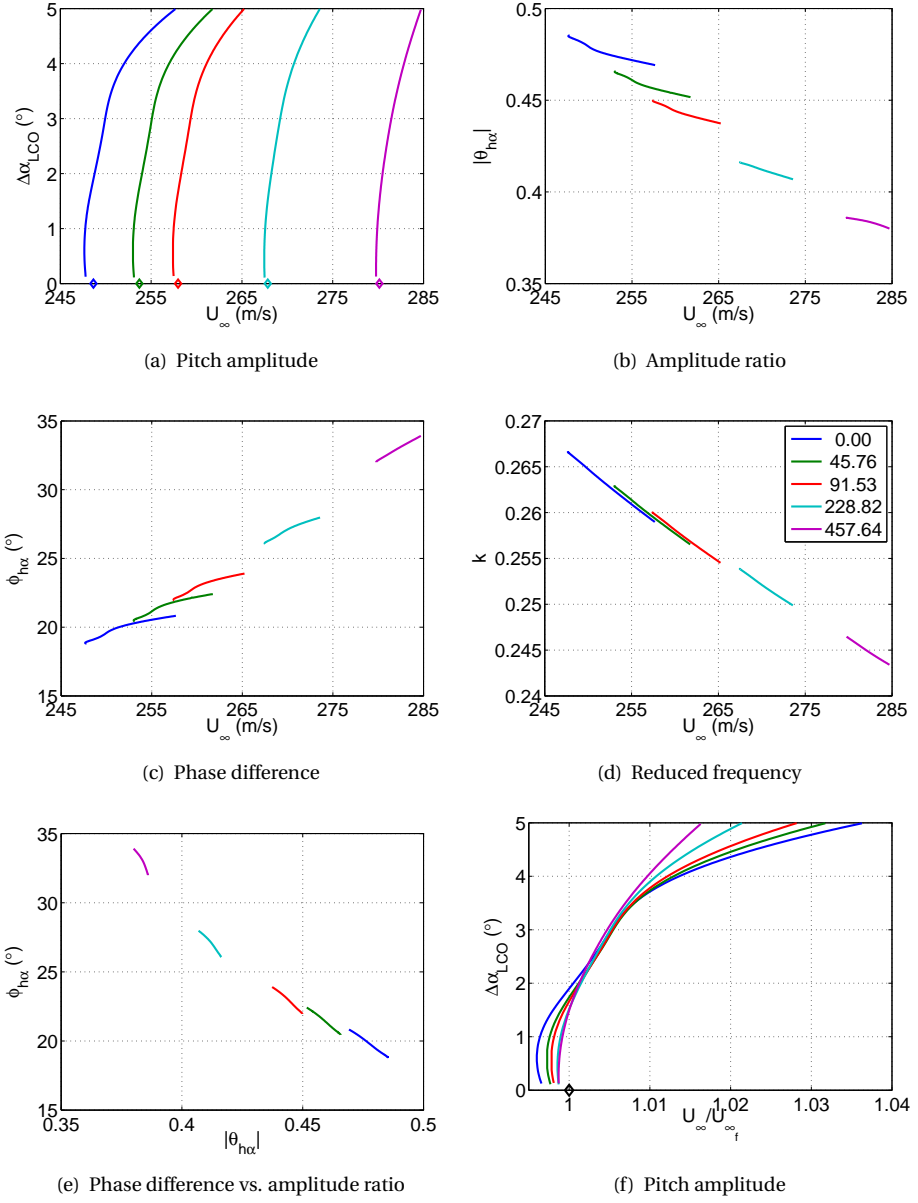 5
4
3
2
1
0
Δα_LCO (°)
245 255 265 275 285
U_∞ (m/s)
(a) Pitch amplitude
0.5
0.45
0.4
0.35
|θ_hα|
245 255 265 275 285
U_∞ (m/s)
(b) Amplitude ratio
35
30
25
20
15
ϕ_hα (°)
245 255 265 275 285
U_∞ (m/s)
(c) Phase difference
0.27
0.265
0.26
0.255
0.25
0.245
0.24
k
0.00
45.76
91.53
228.82
457.64
245 255 265 275 285
U_∞ (m/s)
(d) Reduced frequency
35
30
25
20
15
ϕ_hα (°)
0.35 0.4 0.45 0.5
|θ_hα|
(e) Phase difference vs. amplitude ratio
5
4
3
2
1
0
Δα_LCO (°)
1 1.01 1.02 1.03 1.04
U_∞/U_∞_f
(f) Pitch amplitude